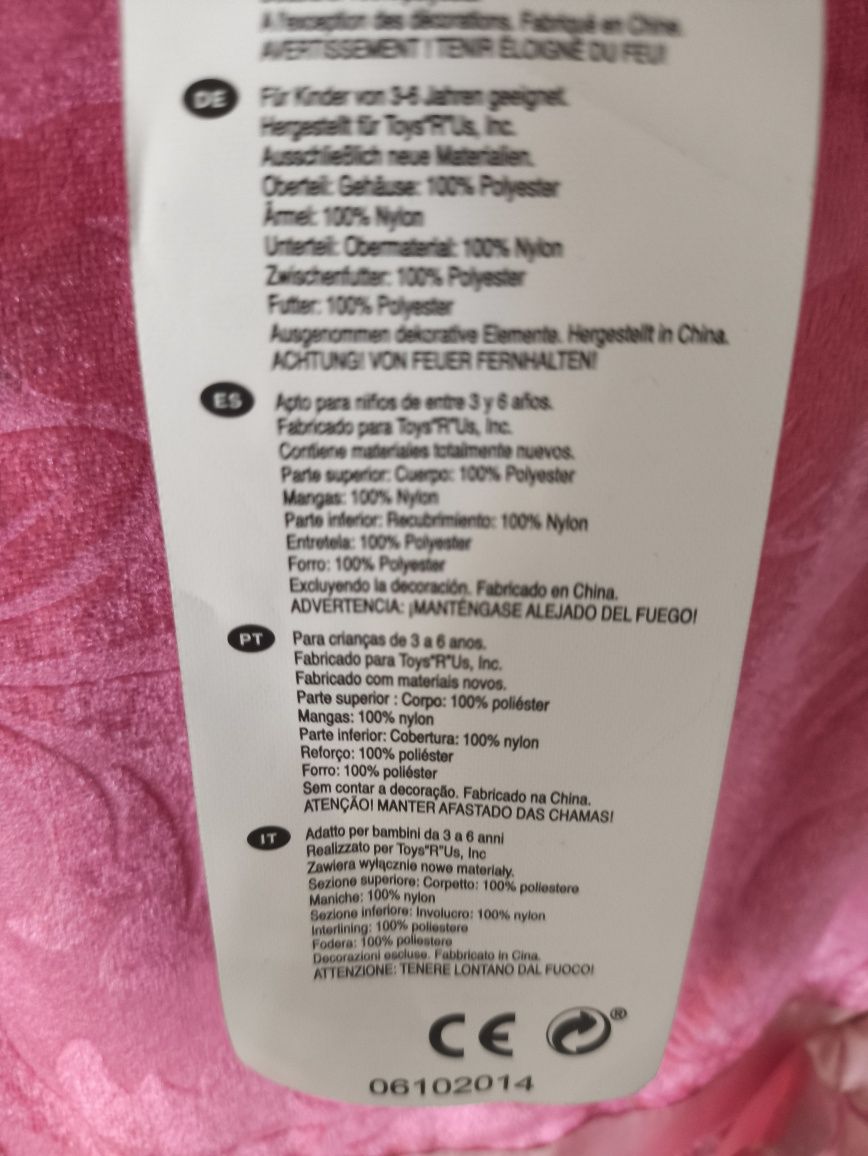 A l'exception des décorations. Fabriqué en Chine.
AVERTISSEMENT ! TENIR ÉLOIGNÉ DU FEU!
DE Für Kinder von 3-6 Jahren geeignet.
Hergestellt für Toys"R"Us, Inc.
Ausschließlich neue Materialien.
Oberteil: Gehäuse: 100% Polyester
Ärmel: 100% Nylon
Unterteil: Obermaterial: 100% Nylon
Zwischenfutter: 100% Polyester
Futter: 100% Polyester
Ausgenommen dekorative Elemente. Hergestellt in China.
ACHTUNG! VON FEUER FERNHALTEN!
ES Apto para niños de entre 3 y 6 años.
Fabricado para Toys"R"Us, Inc.
Contiene materiales totalmente nuevos.
Parte superior: Cuerpo: 100% Polyester
Mangas: 100% Nylon
Parte inferior: Recubrimiento: 100% Nylon
Entretela: 100% Polyester
Forro: 100% Polyester
Excluyendo la decoración. Fabricado en China.
ADVERTENCIA: ¡MANTÉNGASE ALEJADO DEL FUEGO!
PT Para crianças de 3 a 6 anos.
Fabricado para Toys"R"Us, Inc.
Fabricado com materiais novos.
Parte superior : Corpo: 100% poliéster
Mangas: 100% nylon
Parte inferior: Cobertura: 100% nylon
Reforço: 100% poliéster
Forro: 100% poliéster
Sem contar a decoração. Fabricado na China.
ATENÇÃO! MANTER AFASTADO DAS CHAMAS!
IT Adatto per bambini da 3 a 6 anni
Realizzato per Toys"R"Us, Inc
Zawiera wyłącznie nowe materiały.
Sezione superiore: Corpetto: 100% poliestere
Maniche: 100% nylon
Sezione inferiore: Involucro: 100% nylon
Interlining: 100% poliestere
Fodera: 100% poliestere
Decorazioni escluse. Fabbricato in Cina.
ATTENZIONE: TENERE LONTANO DAL FUOCO!
CE ®
06102014